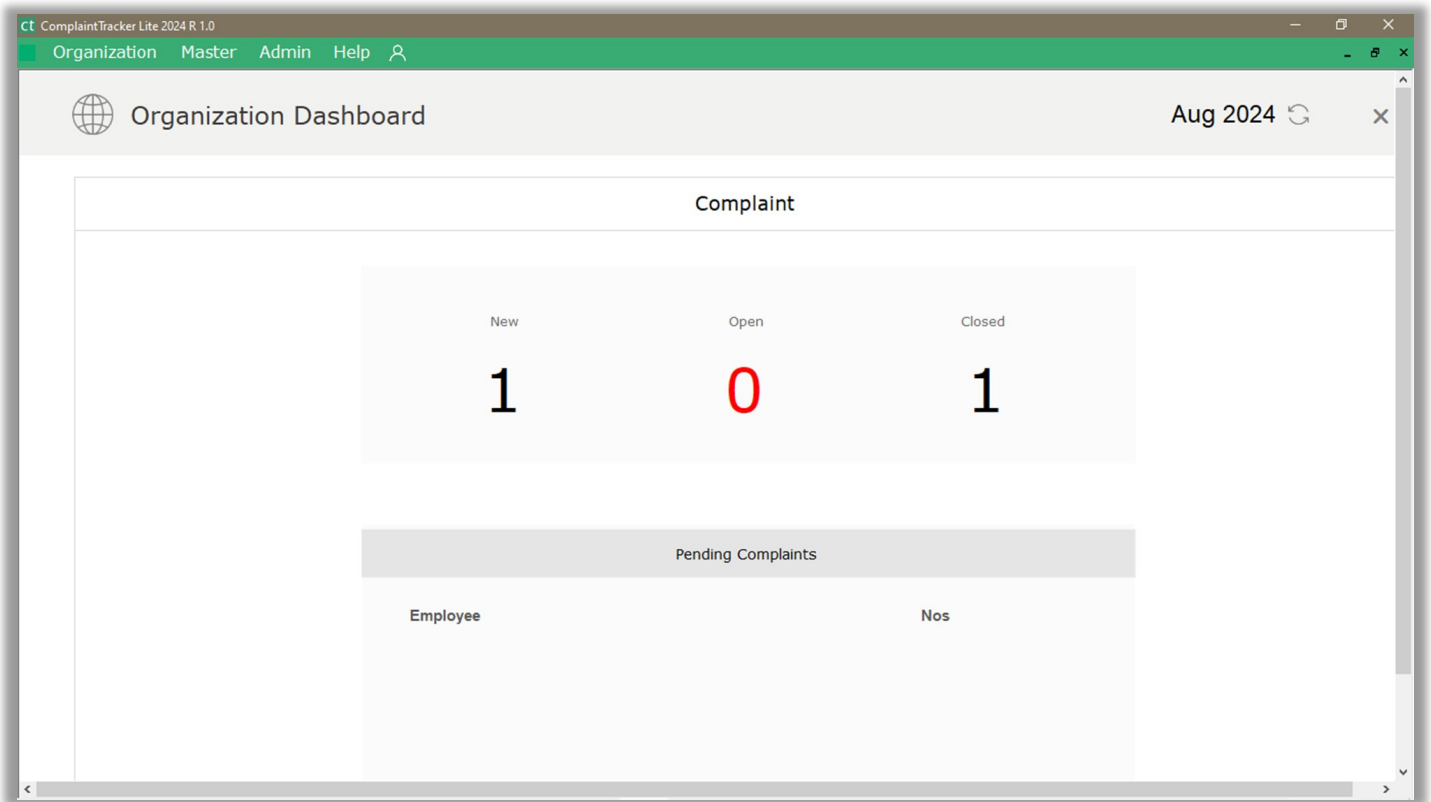 ct ComplaintTracker Lite 2024 R 1.0
Organization Master Admin Help
Organization Dashboard Aug 2024
Complaint
New Open Closed
1 0 1
Pending Complaints
Employee Nos